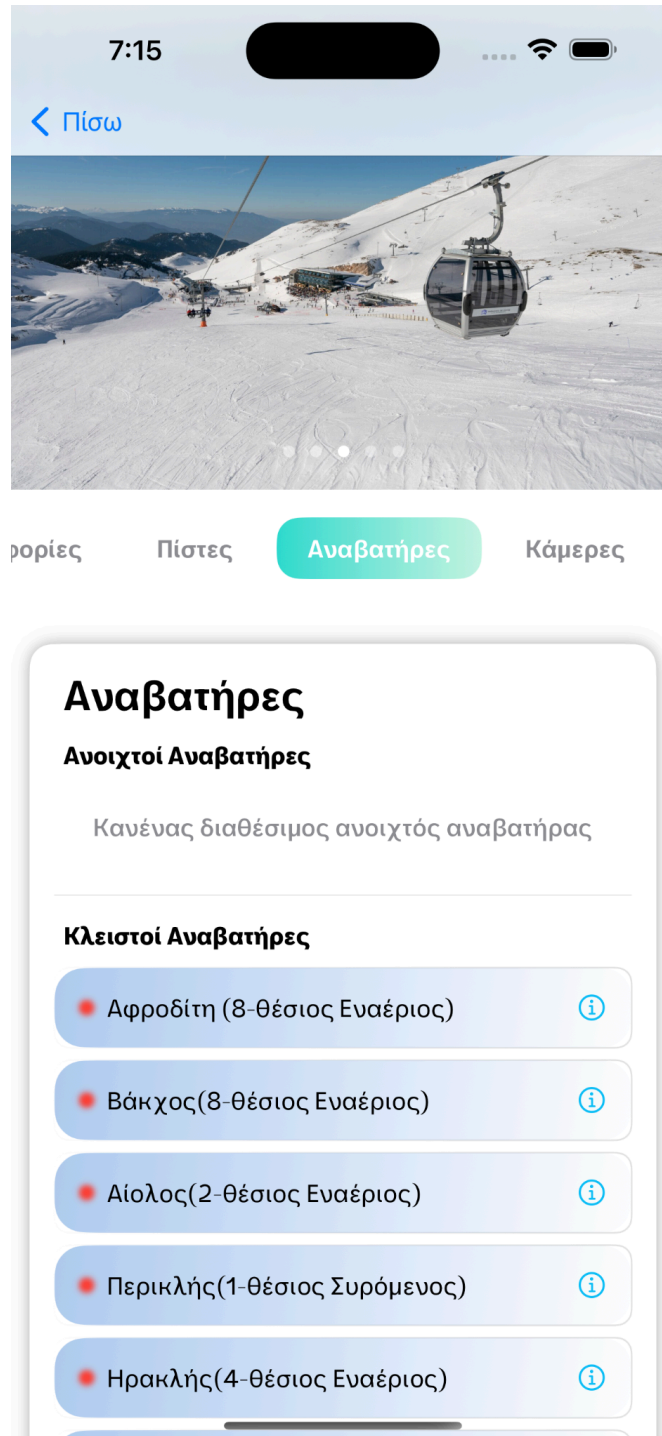 7:15
Πίσω
Πίστες
Αναβατήρες
Κάμερες
Αναβατήρες
Ανοιχτοί Αναβατήρες
Κανένας διαθέσιμος ανοιχτός αναβατήρας
Κλειστοί Αναβατήρες
Αφροδίτη (8-θέσιος Εναέριος)
Βάκχος(8-θέσιος Εναέριος)
Αίολος(2-θέσιος Εναέριος)
Περικλής(1-θέσιος Συρόμενος)
Ηρακλής(4-θέσιος Εναέριος)